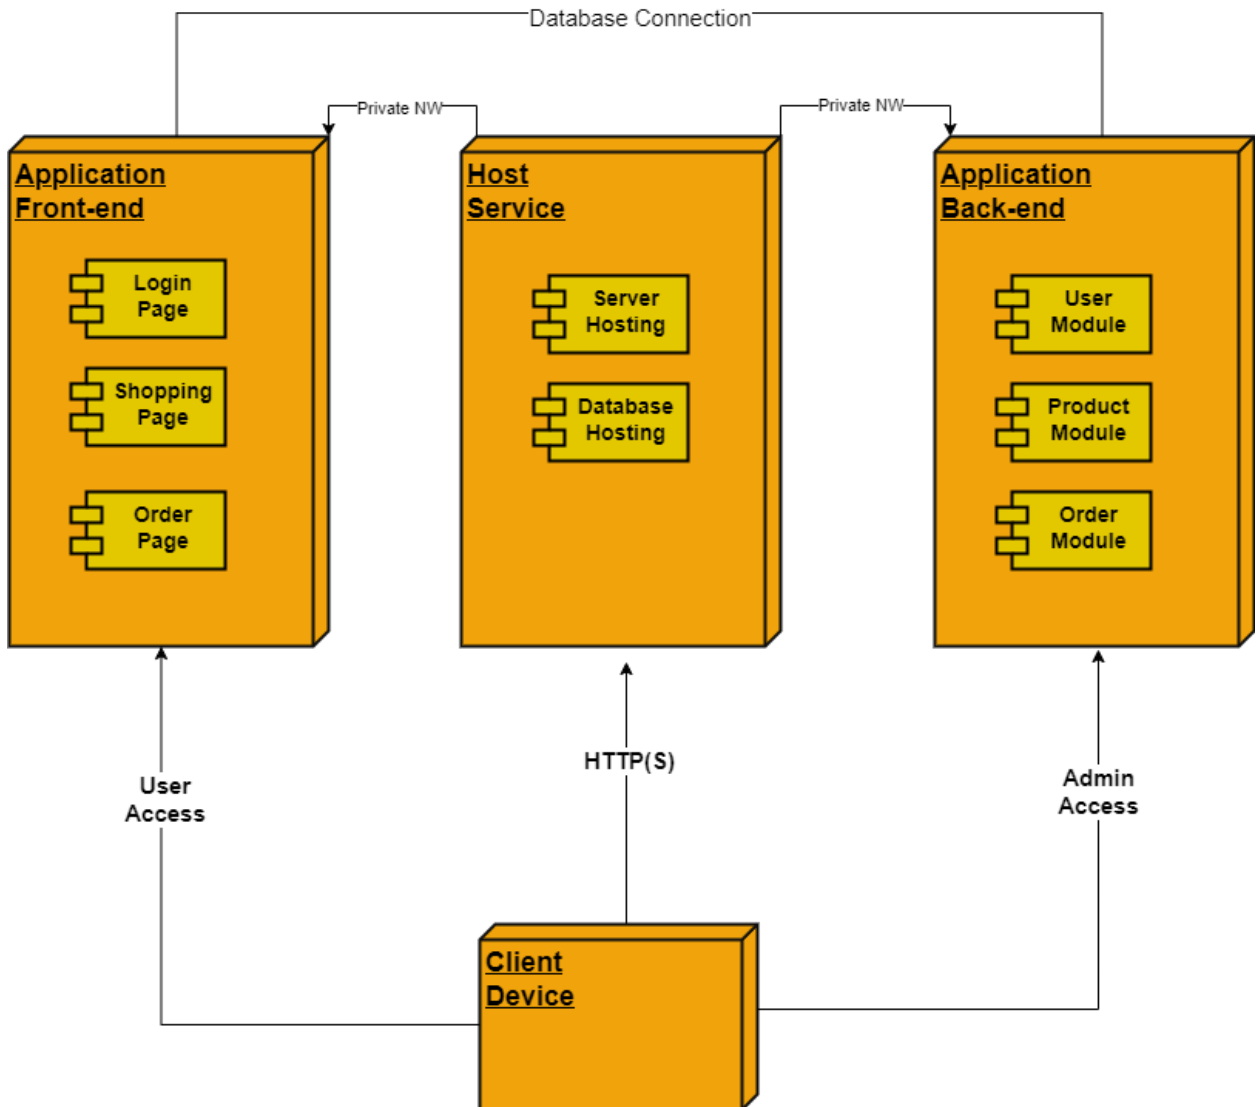 Database Connection
Private NW
Private NW
Application
Front-end
Login
Page
Shopping
Page
Order
Page
Host
Service
Server
Hosting
Database
Hosting
Application
Back-end
User
Module
Product
Module
Order
Module
User
Access
HTTP(S)
Admin
Access
Client
Device